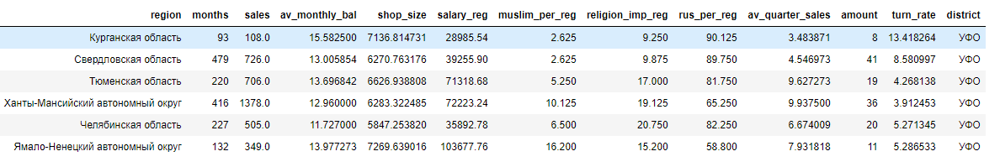 region months sales av_monthly_bal shop_size salary_reg muslim_per_reg religion_imp_reg rus_per_reg av_quarter_sales amount turn_rate district
Курганская область 93 108.0 15.582500 7136.814731 28985.54 2.625 9.250 90.125 3.483871 8 13.418264 УФО
Свердловская область 479 726.0 13.005854 6270.763176 39255.90 2.625 9.875 89.750 4.546973 41 8.580997 УФО
Тюменская область 220 706.0 13.696842 6626.938808 71318.68 5.250 17.000 81.750 9.627273 19 4.268138 УФО
Ханты-Мансийский автономный округ 416 1378.0 12.960000 6283.322485 72223.24 10.125 19.125 65.250 9.937500 36 3.912453 УФО
Челябинская область 227 505.0 11.727000 5847.253820 35892.78 6.500 20.750 82.250 6.674009 20 5.271345 УФО
Ямало-Ненецкий автономный округ 132 349.0 13.977273 7269.639016 103677.76 16.200 15.200 58.800 7.931818 11 5.286533 УФО